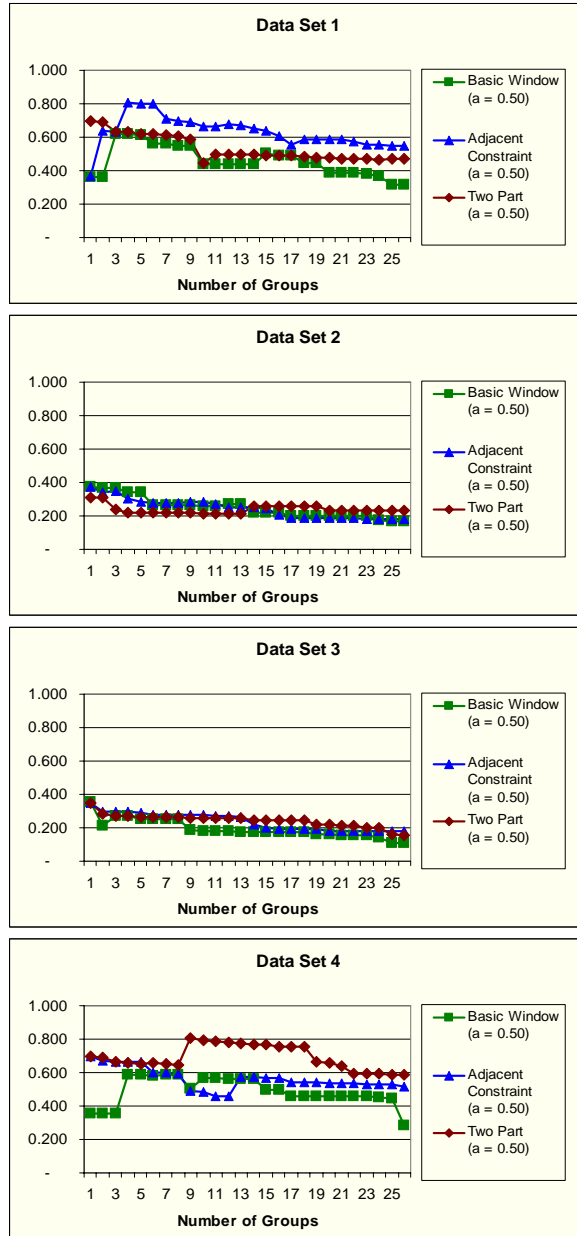 Data Set 1
1.000
0.800
0.600
0.400
0.200
-
1 3 5 7 9 11 13 15 17 19 21 23 25
Number of Groups
Basic Window
(a = 0.50)
Adjacent
Constraint
(a = 0.50)
Two Part
(a = 0.50)
Data Set 2
1.000
0.800
0.600
0.400
0.200
-
1 3 5 7 9 11 13 15 17 19 21 23 25
Number of Groups
Basic Window
(a = 0.50)
Adjacent
Constraint
(a = 0.50)
Two Part
(a = 0.50)
Data Set 3
1.000
0.800
0.600
0.400
0.200
-
1 3 5 7 9 11 13 15 17 19 21 23 25
Number of Groups
Basic Window
(a = 0.50)
Adjacent
Constraint
(a = 0.50)
Two Part
(a = 0.50)
Data Set 4
1.000
0.800
0.600
0.400
0.200
-
1 3 5 7 9 11 13 15 17 19 21 23 25
Number of Groups
Basic Window
(a = 0.50)
Adjacent
Constraint
(a = 0.50)
Two Part
(a = 0.50)